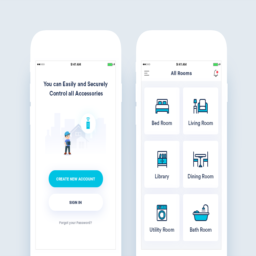 9:41 AM
You can Easily and Securely
Control all Accessories
CREATE NEW ACCOUNT
SIGN IN
Forgot your Password?
9:41 AM
All Rooms
Bed Room
Living Room
Library
Dining Room
Utility Room
Bath Room